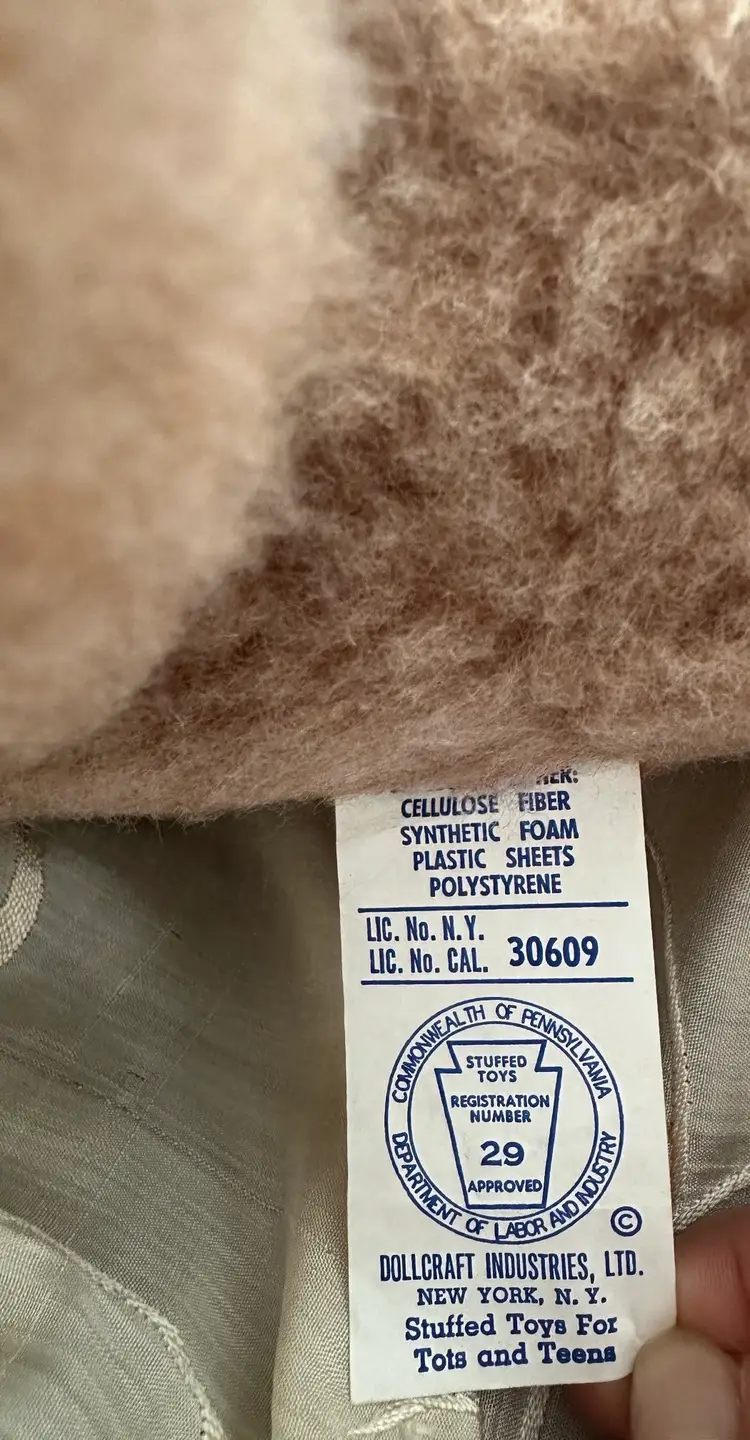 CELLULOSE FIBER
SYNTHETIC FOAM
PLASTIC SHEETS
POLYSTYRENE
LIC. No. N.Y.
LIC. No. CAL. 30609
COMMONWEALTH OF PENNSYLVANIA
STUFFED
TOYS
REGISTRATION
NUMBER
29
APPROVED
DEPARTMENT OF LABOR AND INDUSTRY
©
DOLLCRAFT INDUSTRIES, LTD.
NEW YORK, N. Y.
Stuffed Toys For
Tots and Teens